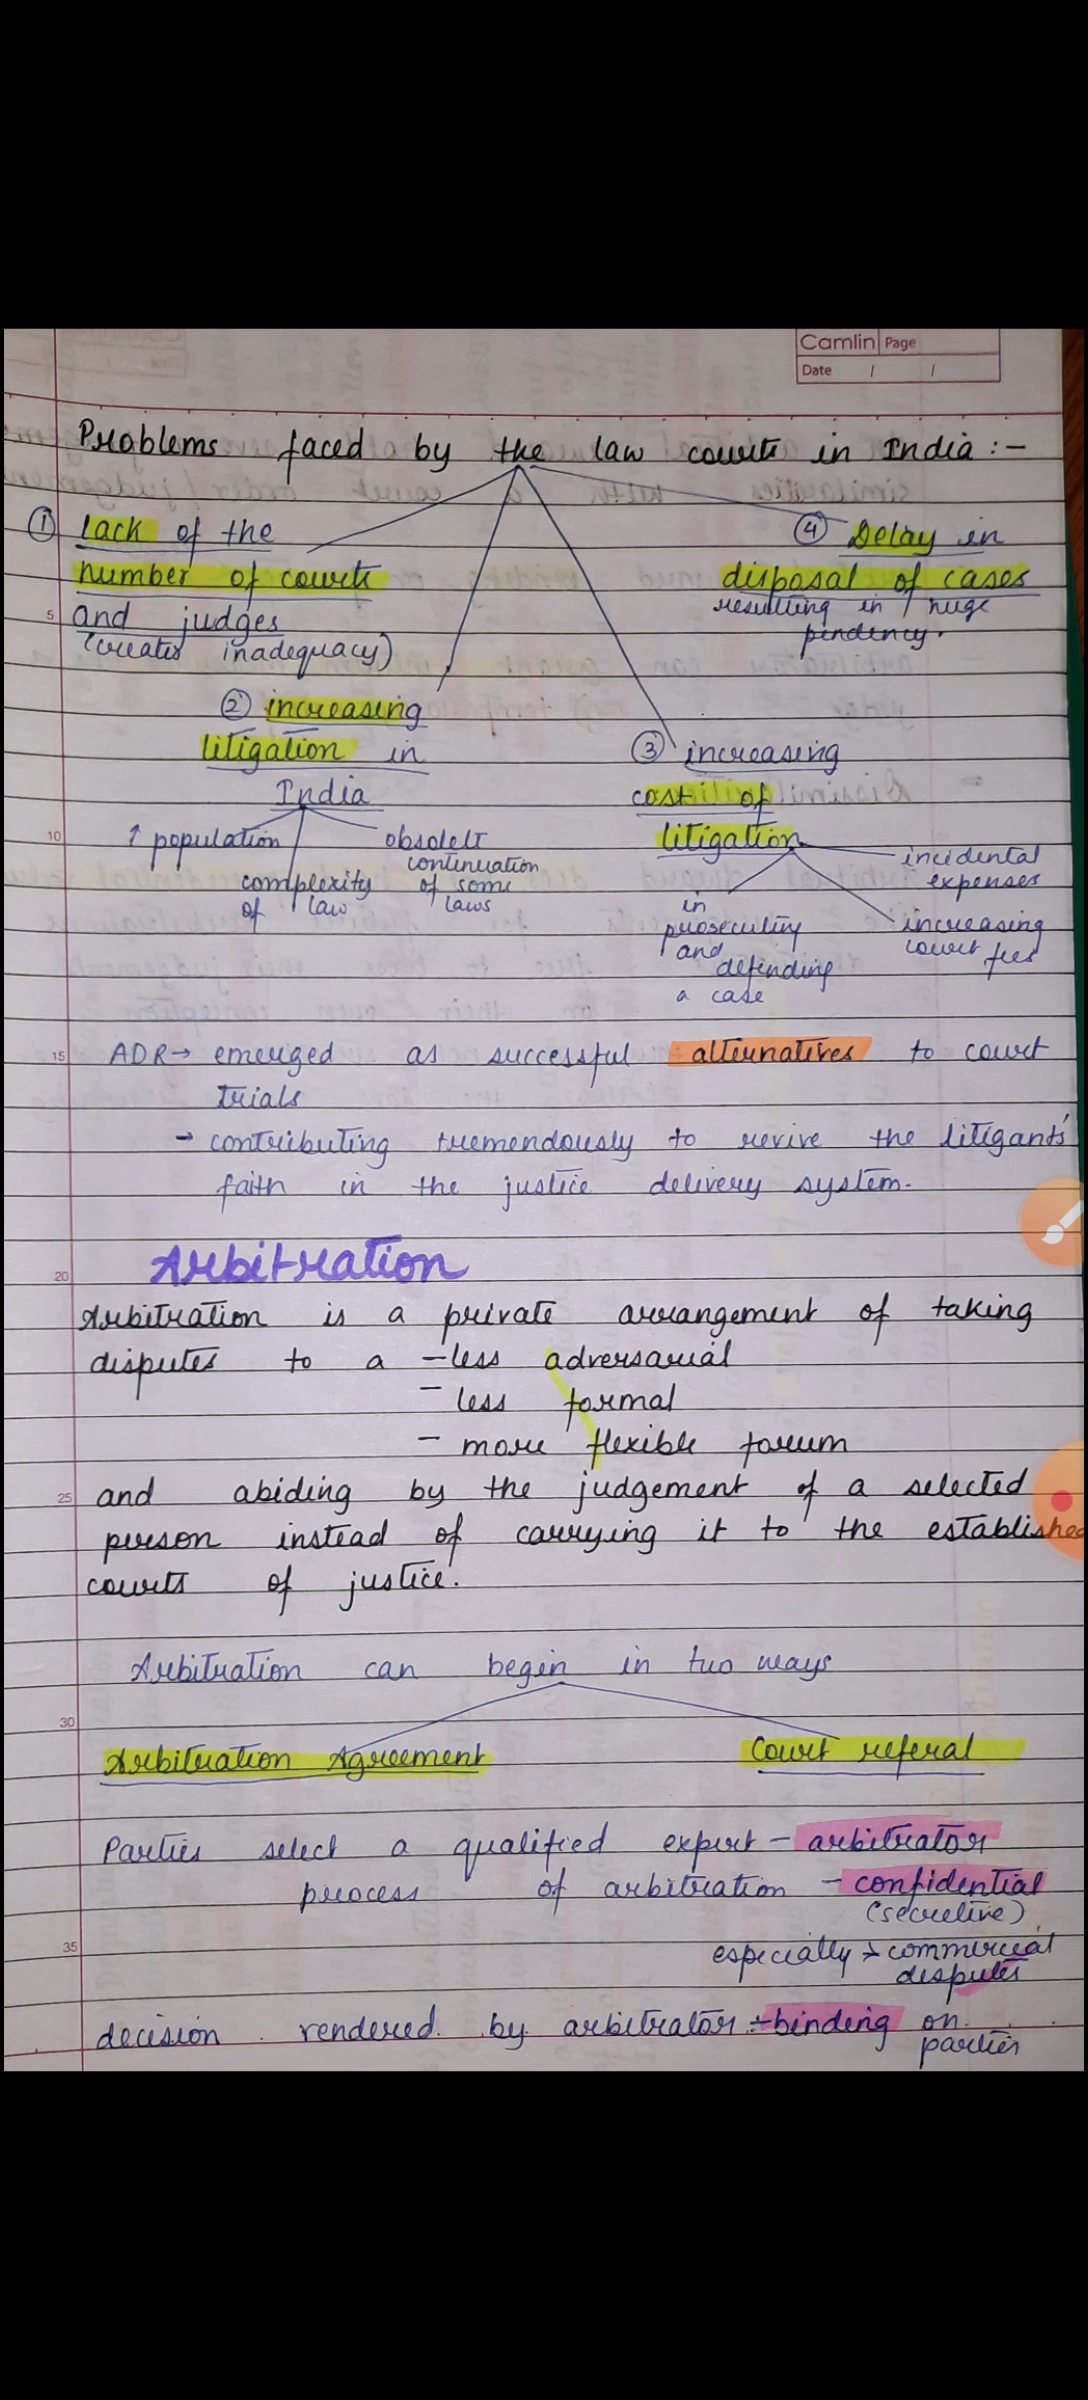 Camlin Page
Date / /
Problems faced by the law courts in India :-
① lack of the
number of courts
and judges
(creates inadequacy)
④ Delay in
disposal of cases
resulting in huge
pendency.
② increasing
litigation in
India
↑ population
complexity
of law
obsolete
continuation
of some
laws
③ increasing
cost of
litigation
incidental
expenses
in
prosecuting
and
defending
a case
increasing
court fees
ADR → emerged as successful alternatives to court
trials
→ contributing tremendously to revive the litigants'
faith in the justice delivery system.
Arbitration
Arbitration is a private arrangement of taking
disputes to a - less adversarial
- less formal
- more flexible forum
and abiding by the judgement of a selected
person instead of carrying it to the established
courts of justice.
Arbitration can begin in two ways
Arbitration Agreement
Court referal
Parties select a qualified expert - arbitrator
process of arbitration - confidential
(secretive)
especially → commercial
disputes
decision rendered by arbitrator :- binding on
parties
5
10
15
20
25
30
35